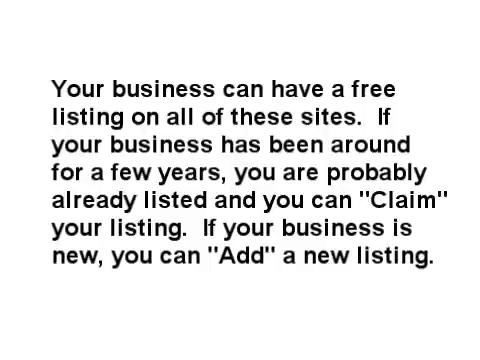 Your business can have a free
listing on all of these sites.  If
your business has been around
for a few years, you are probably
already listed and you can "Claim"
your listing.  If your business is
new, you can "Add" a new listing.